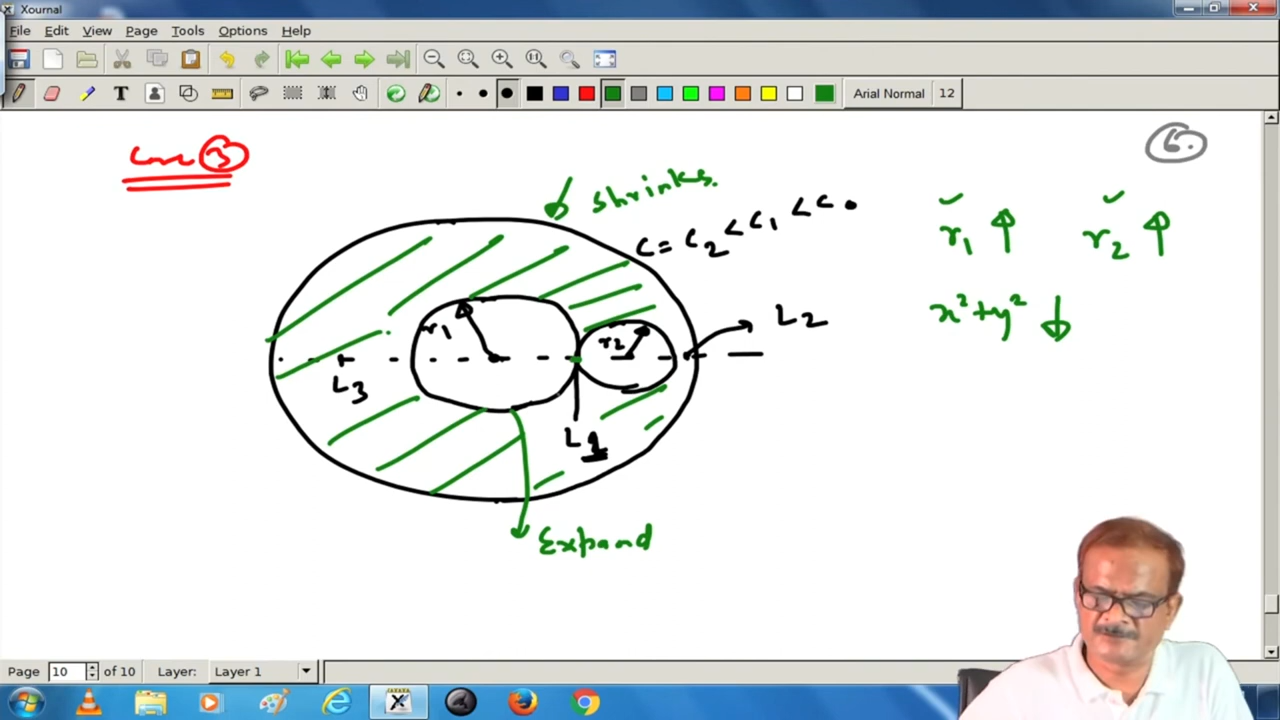 Xournal
File Edit View Page Tools Options Help
Arial Normal 12
Case 3
6.
shrinks.
C = C₂ < C₁ < C₀
r₁ ↑ r₂ ↑
x² + y² ↓
r₁
r₂
L₂
L₃
L₁
Expand
Page 10 of 10 Layer: Layer 1